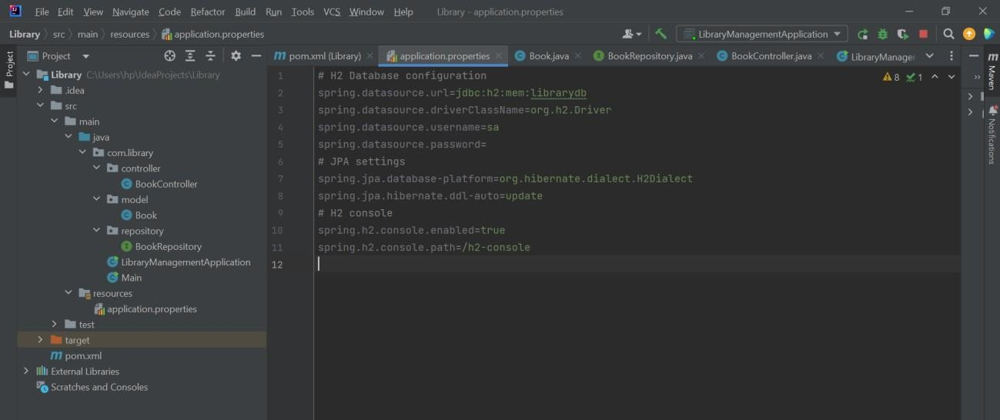 File Edit View Navigate Code Refactor Build Run Tools VCS Window Help Library - application.properties
Library src main resources application.properties LibraryManagementApplication
Project Project pom.xml (Library) application.properties Book.java BookRepository.java BookController.java LibraryManager Maven
Library C:\Users\hp\IdeaProjects\Library
.idea
src
main
java
com.library
controller
BookController
model
Book
repository
BookRepository
LibraryManagementApplication
Main
resources
application.properties
test
target
pom.xml
External Libraries
Scratches and Consoles
1 # H2 Database configuration
2 spring.datasource.url=jdbc:h2:mem:librarydb
3 spring.datasource.driverClassName=org.h2.Driver
4 spring.datasource.username=sa
5 spring.datasource.password=
6 # JPA settings
7 spring.jpa.database-platform=org.hibernate.dialect.H2Dialect
8 spring.jpa.hibernate.ddl-auto=update
9 # H2 console
10 spring.h2.console.enabled=true
11 spring.h2.console.path=/h2-console
12
8 1
Notifications